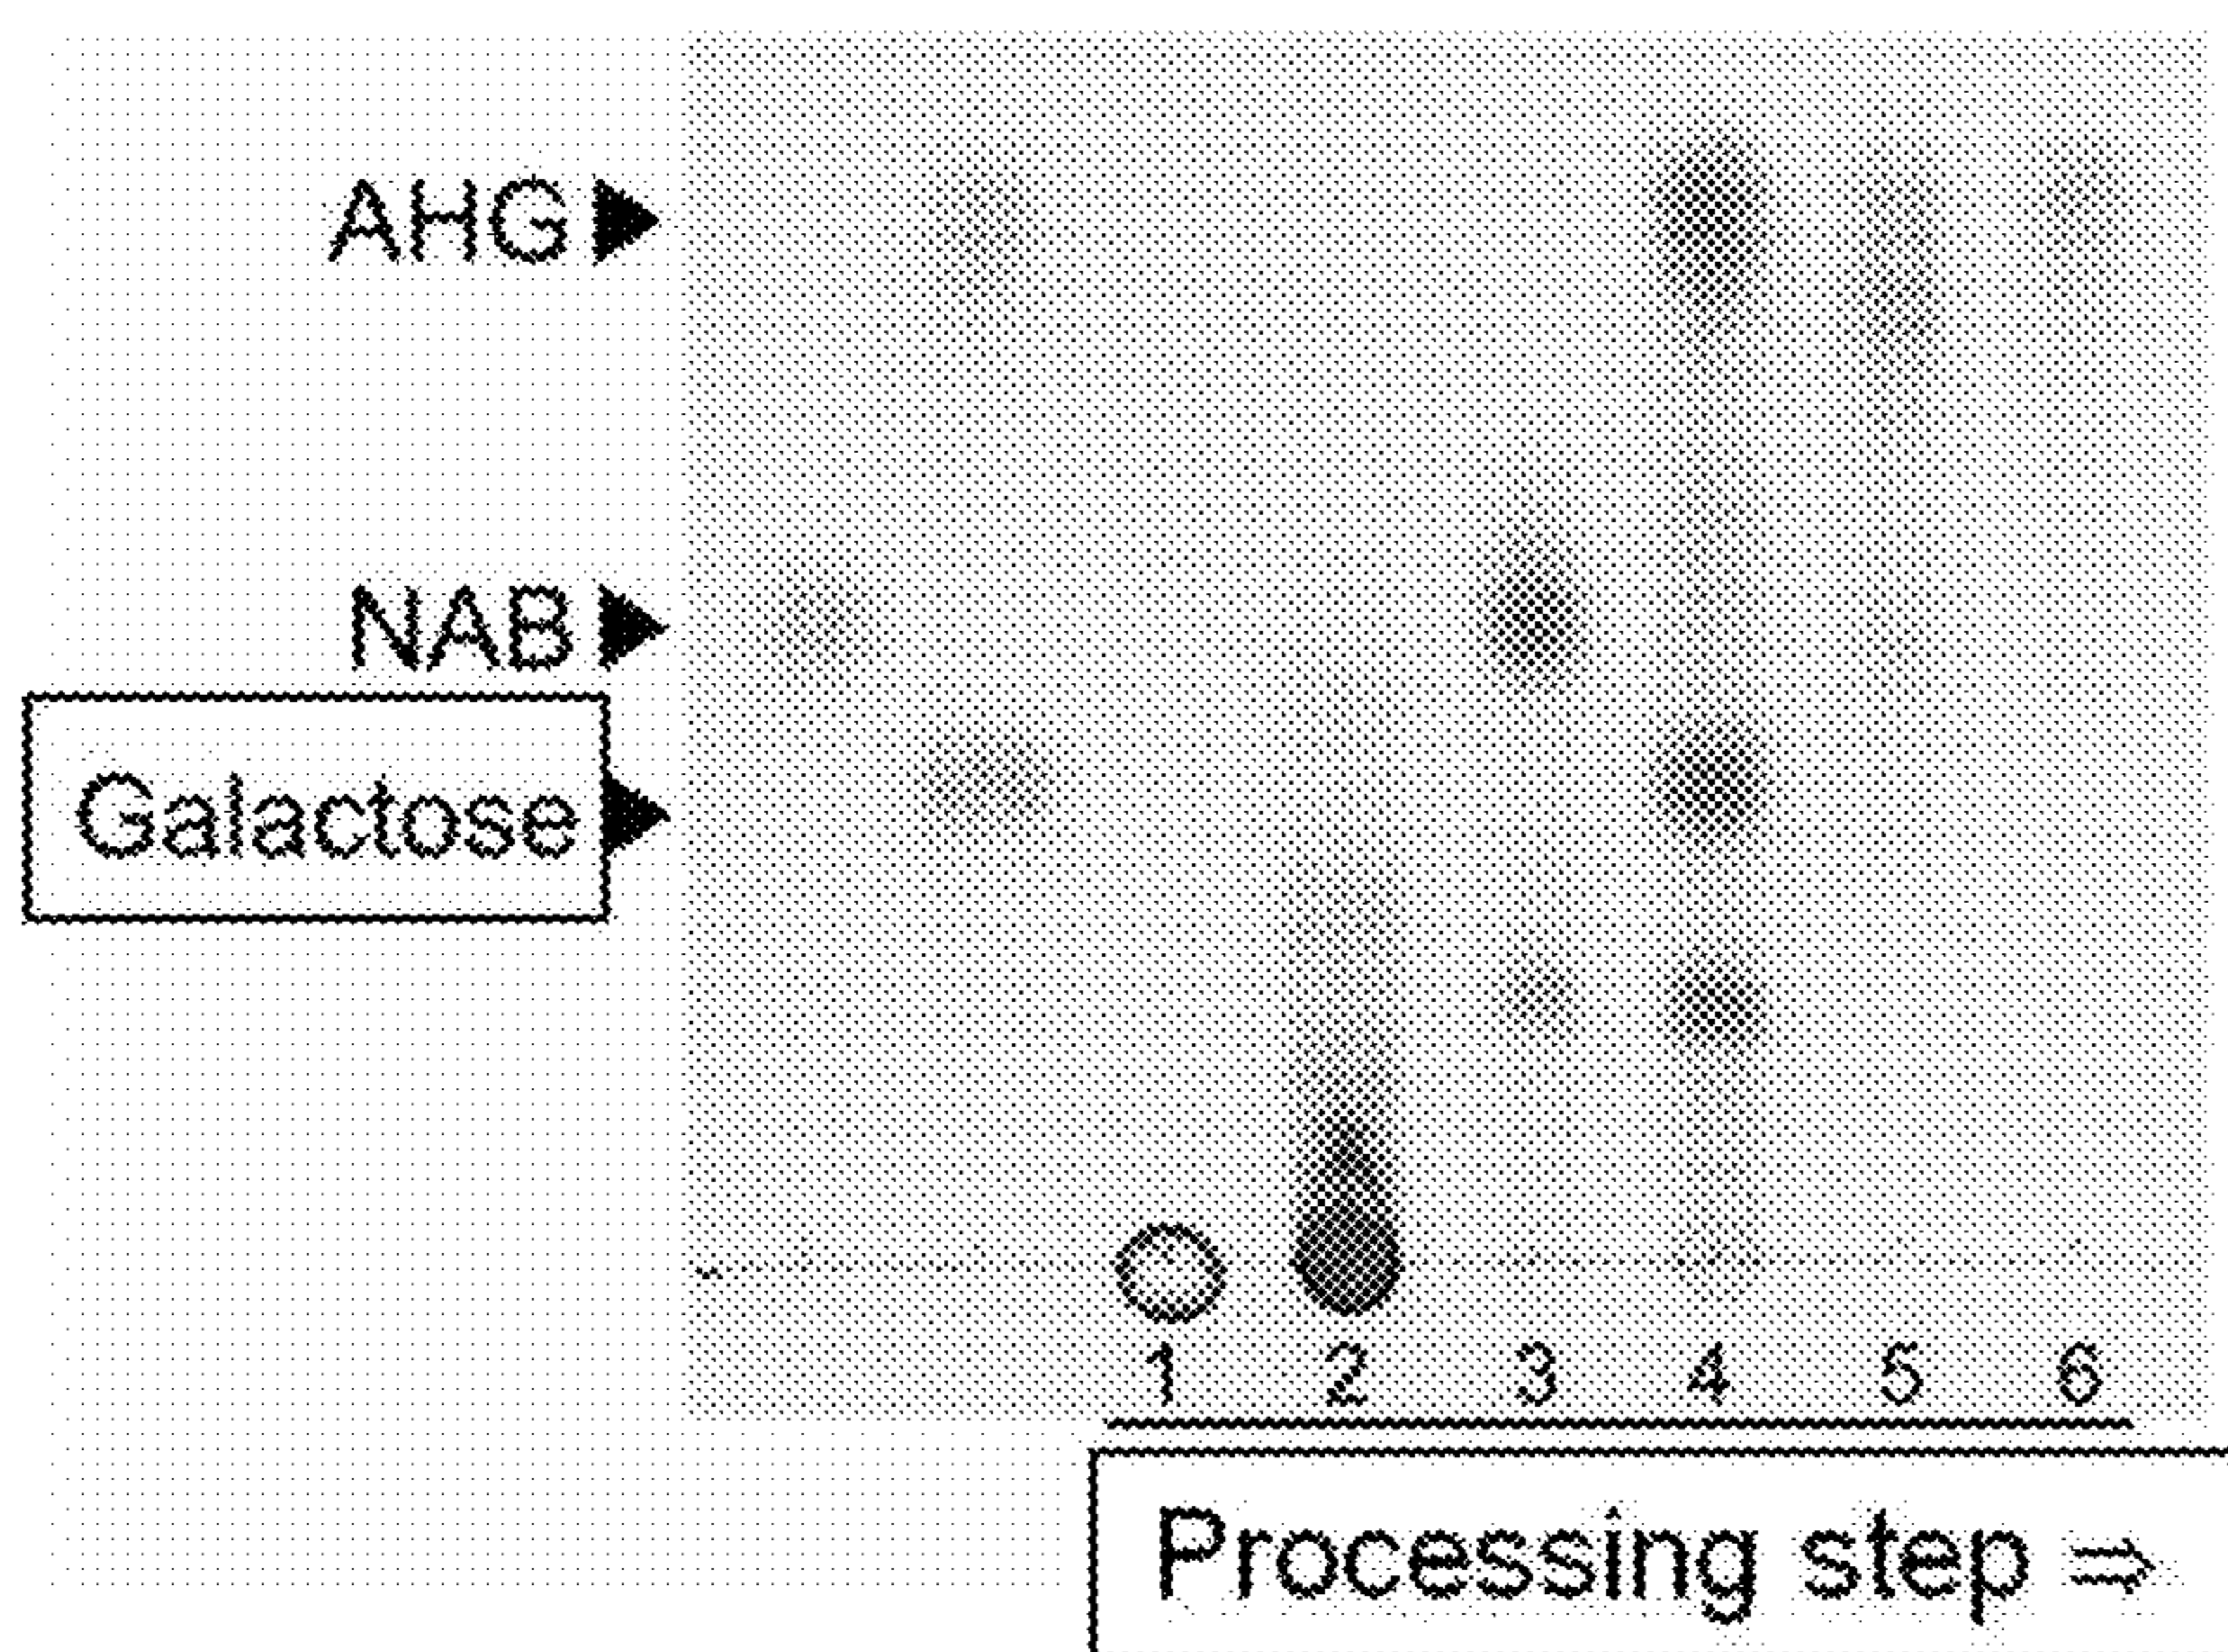 AHG ▶
NAB ▶
Galactose ▶
1 2 3 4 5 6
Processing step ⇒